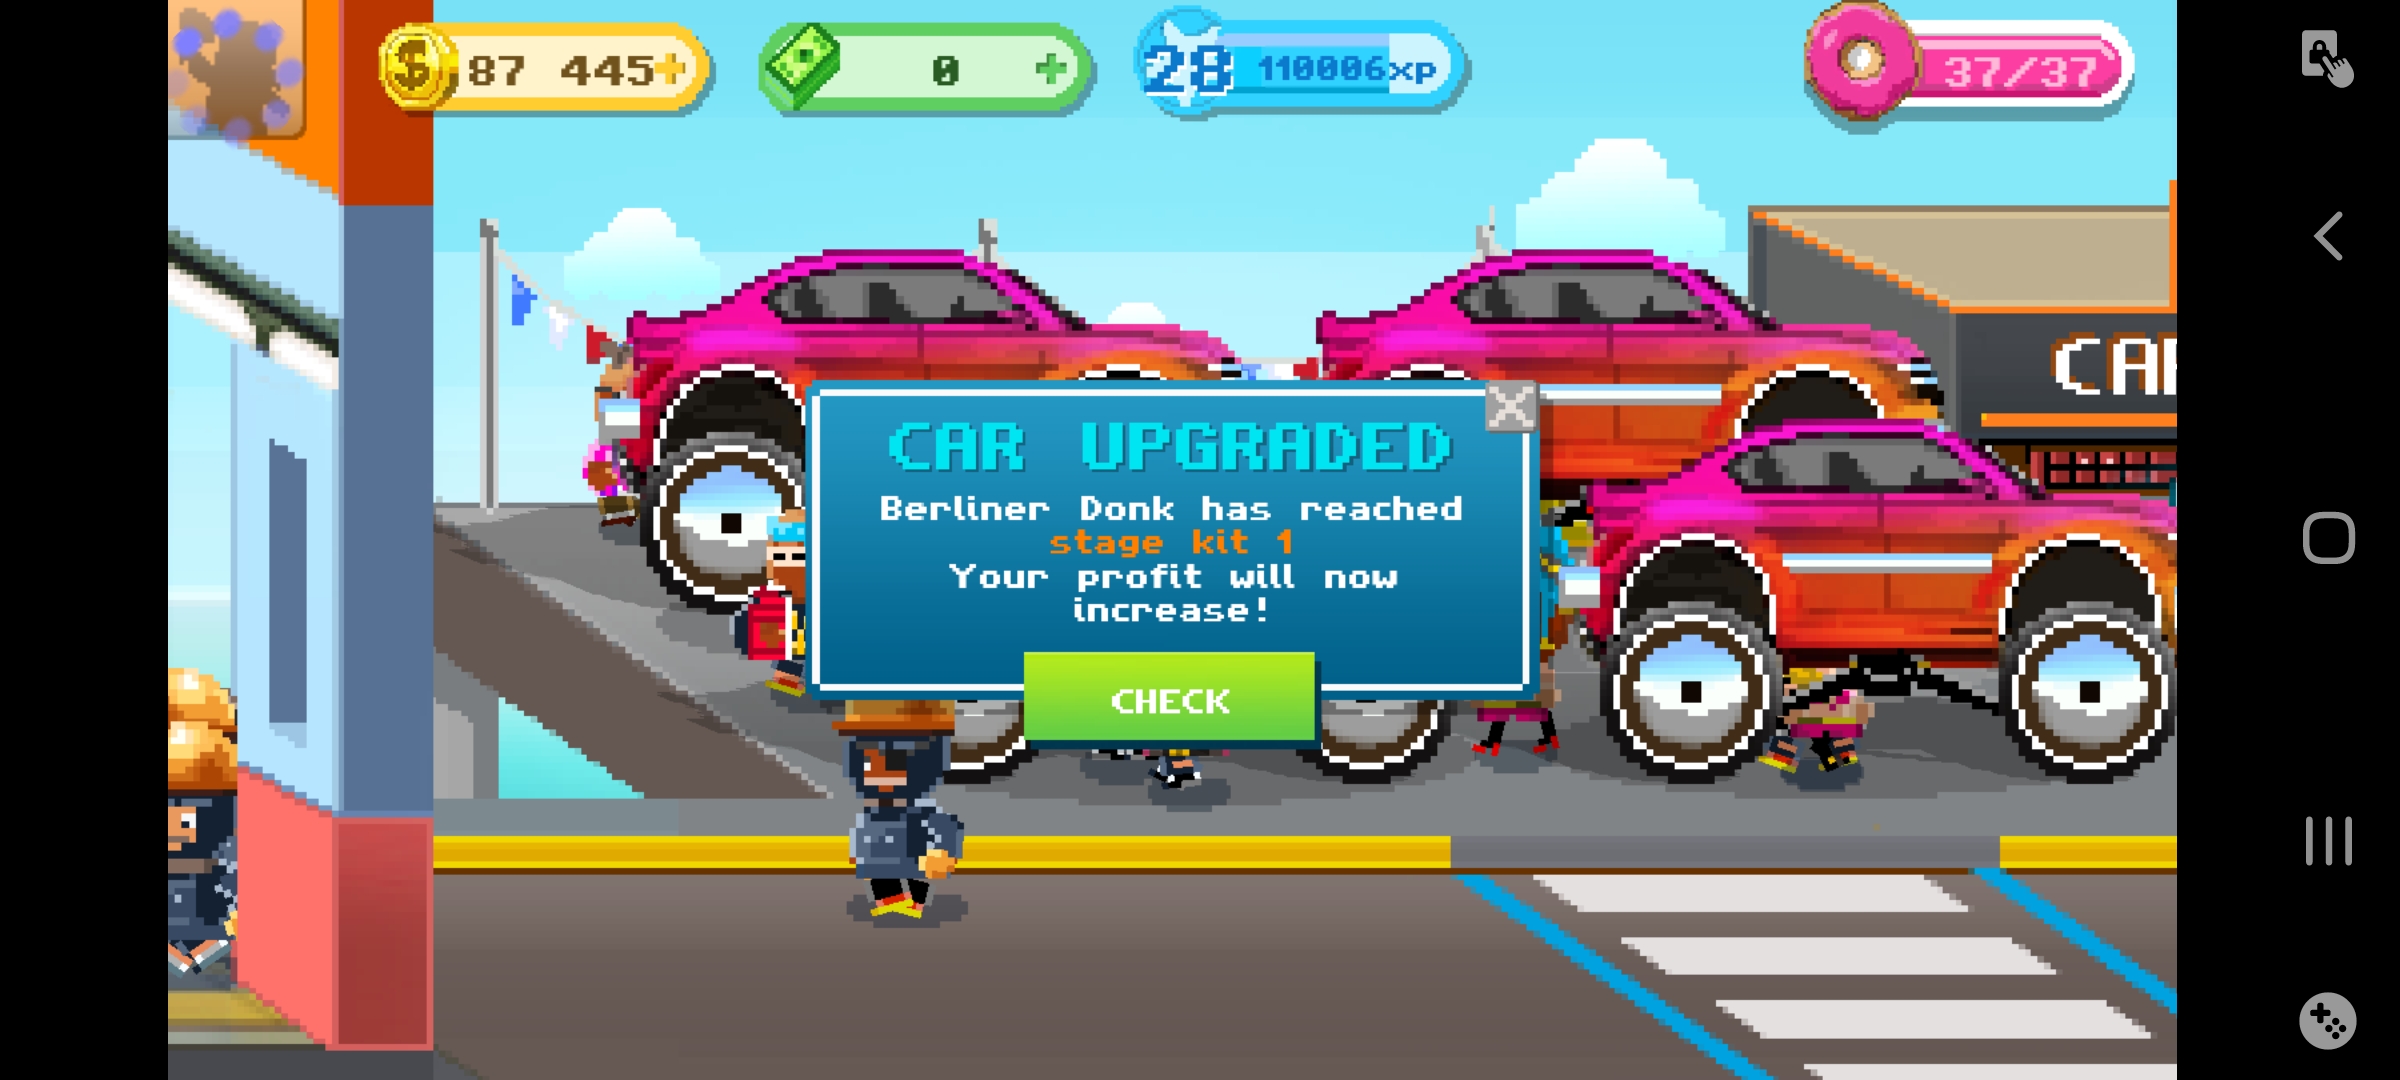 87 445+
0 +
28 110006xp
37/37
CAR UPGRADED
Berliner Donk has reached
stage kit 1
Your profit will now
increase!
CHECK